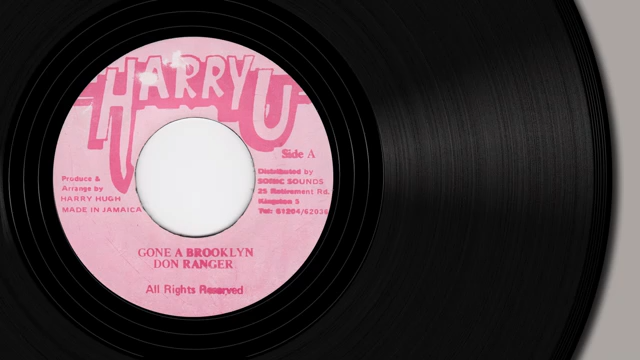 HARRY U
Side A
Produce &
Arrange by
HARRY HUGH
MADE IN JAMAICA
Distributed by
SONIC SOUNDS
25 Retirement Rd.
Kingston 5
Tel:
GONE A BROOKLYN
DON RANGER
All Rights Reserved